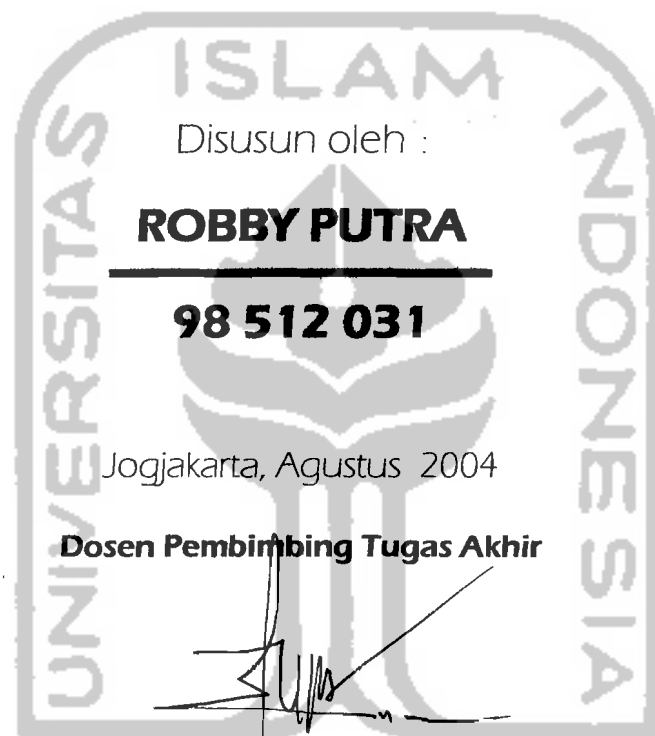 UNIVERSITAS ISLAM INDONESIA
Disusun oleh :
ROBBY PUTRA
98 512 031
Jogjakarta, Agustus 2004
Dosen Pembimbing Tugas Akhir